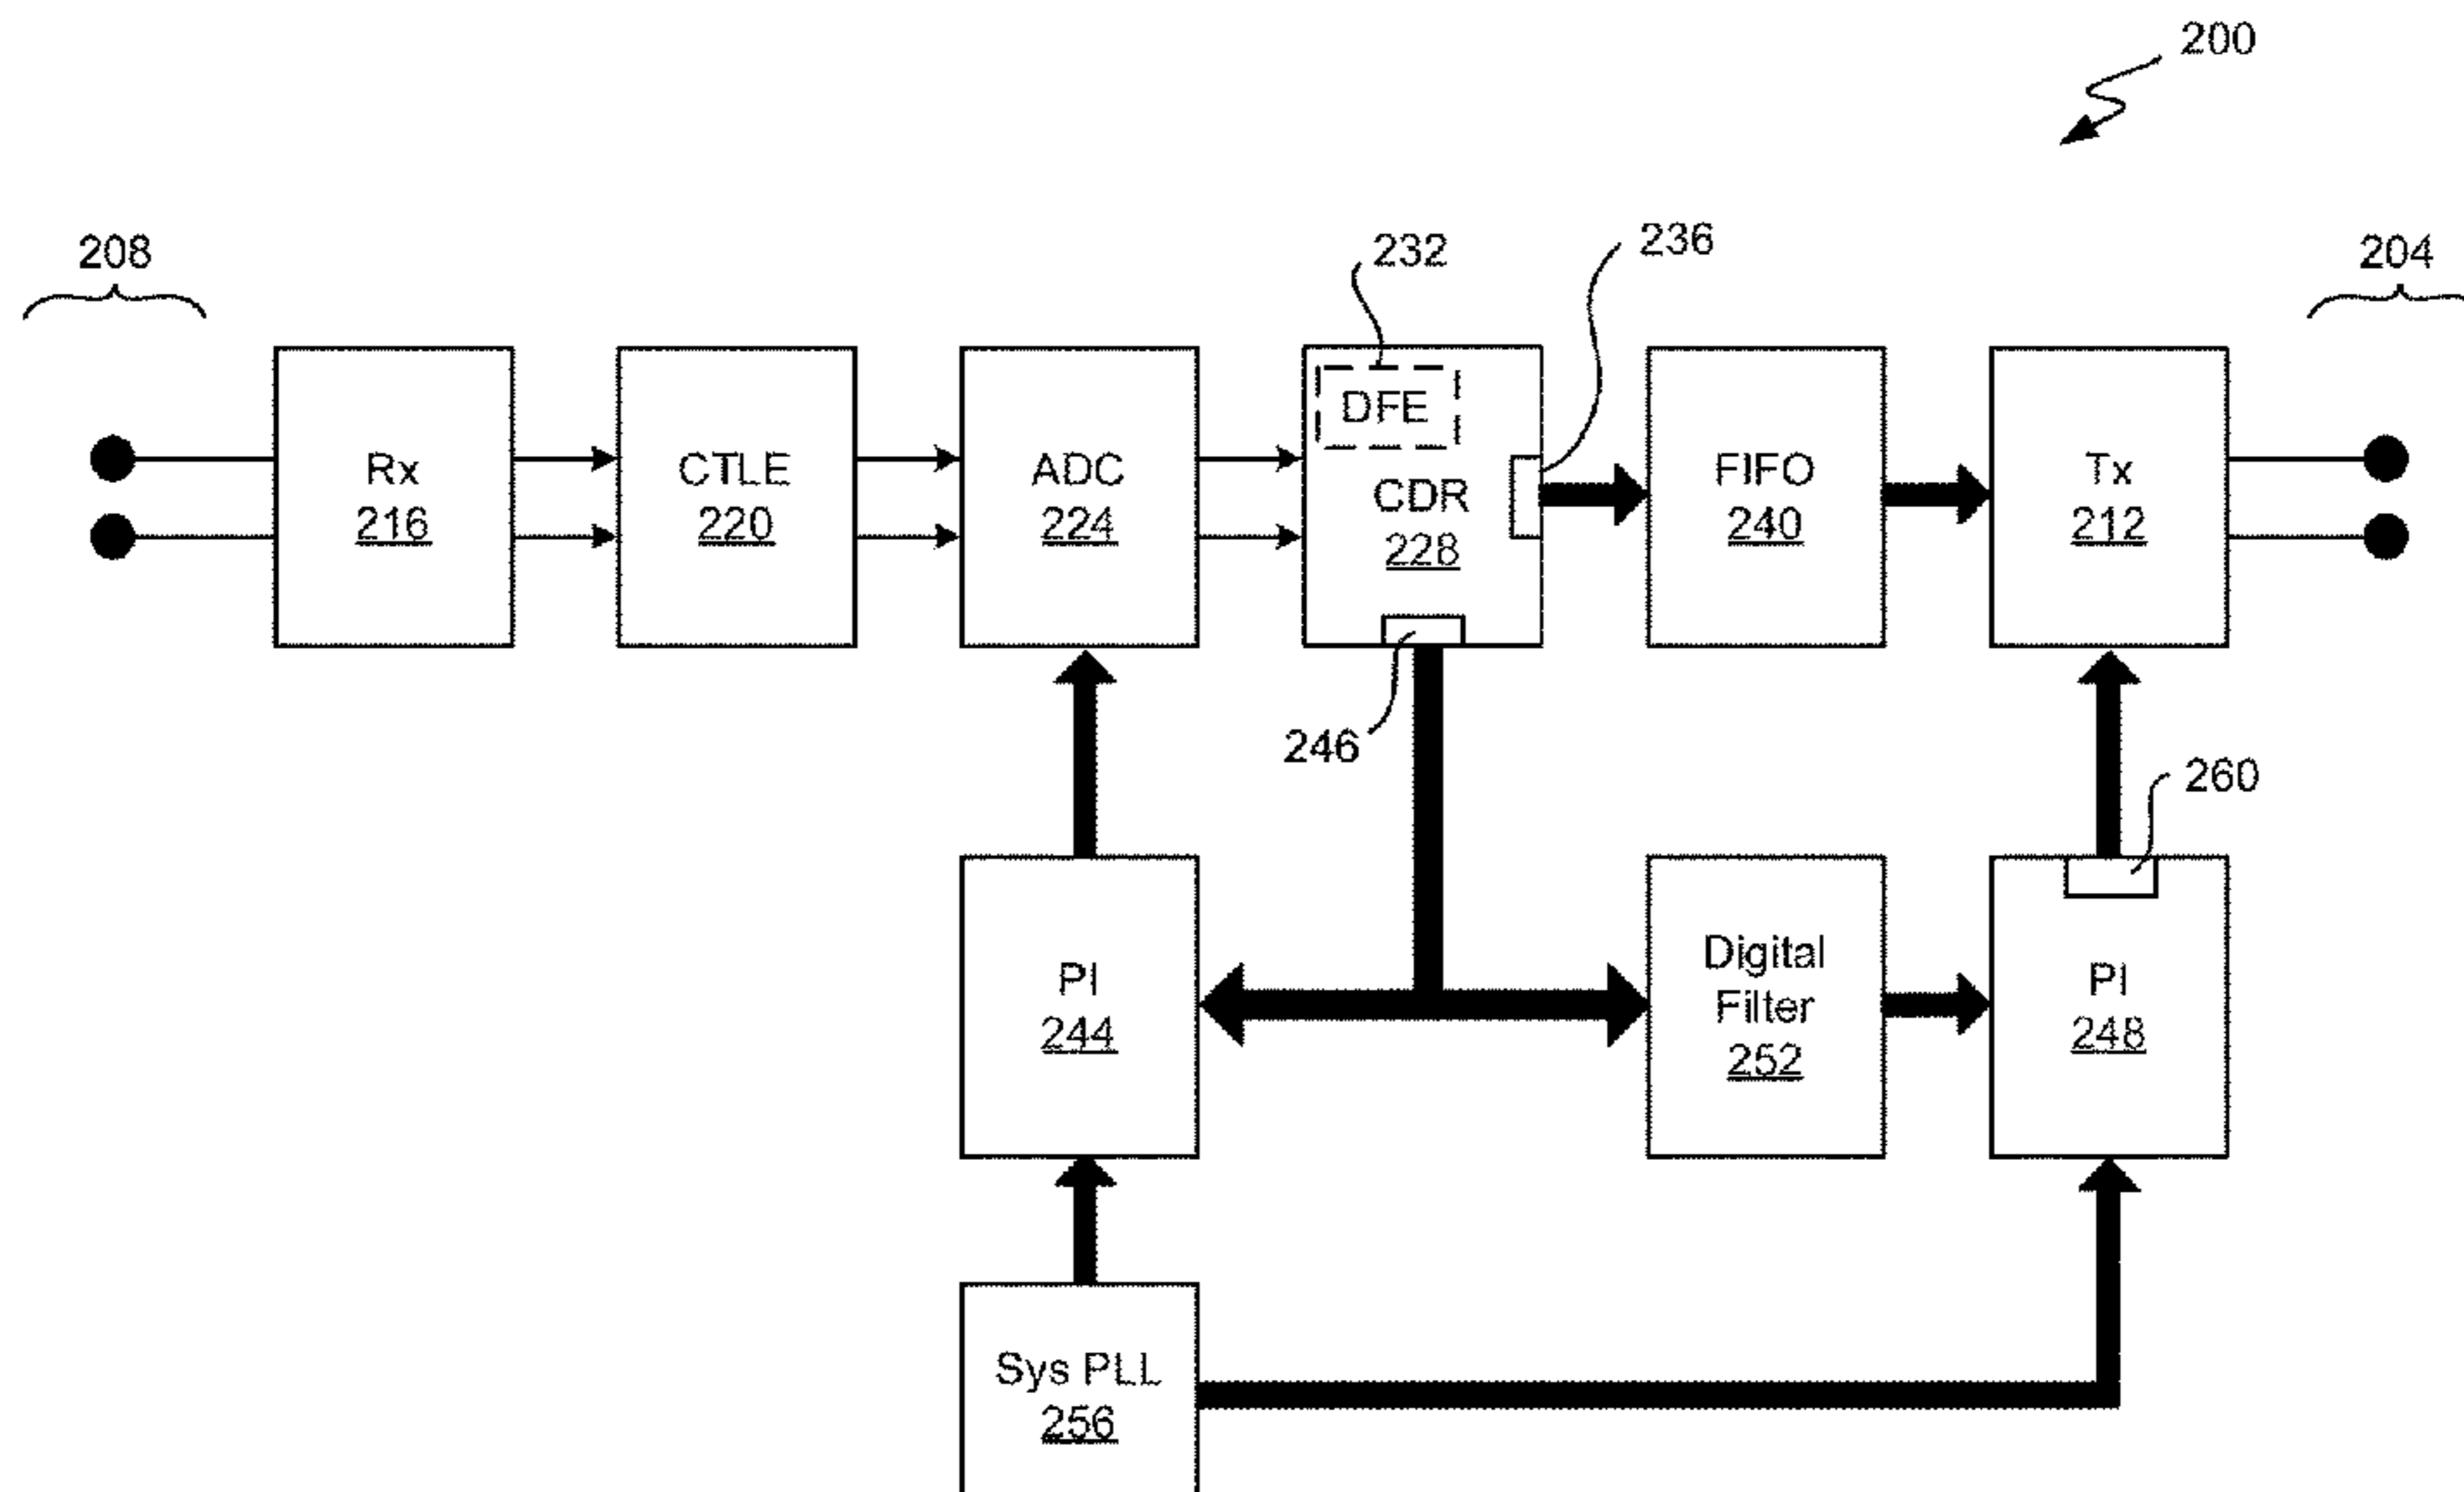 200
208
232
236
204
Rx
216
CTLE
220
ADC
224
DFE
CDR
228
FIFO
240
Tx
212
246
260
PI
244
Digital
Filter
252
PI
248
Sys PLL
256